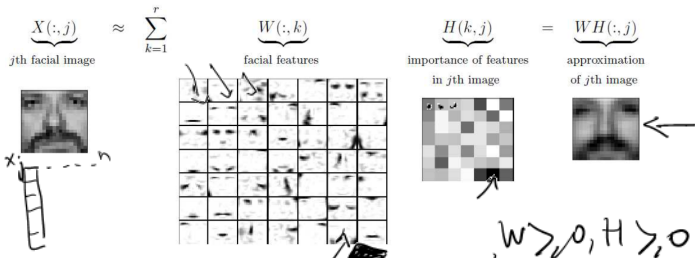 X(:, j) ≈ ∑_{k=1}^{r} W(:, k) H(k, j) = WH(:, j)
jth facial image
facial features
importance of features
in jth image
approximation
of jth image
X: n
W ≥ 0, H ≥ 0